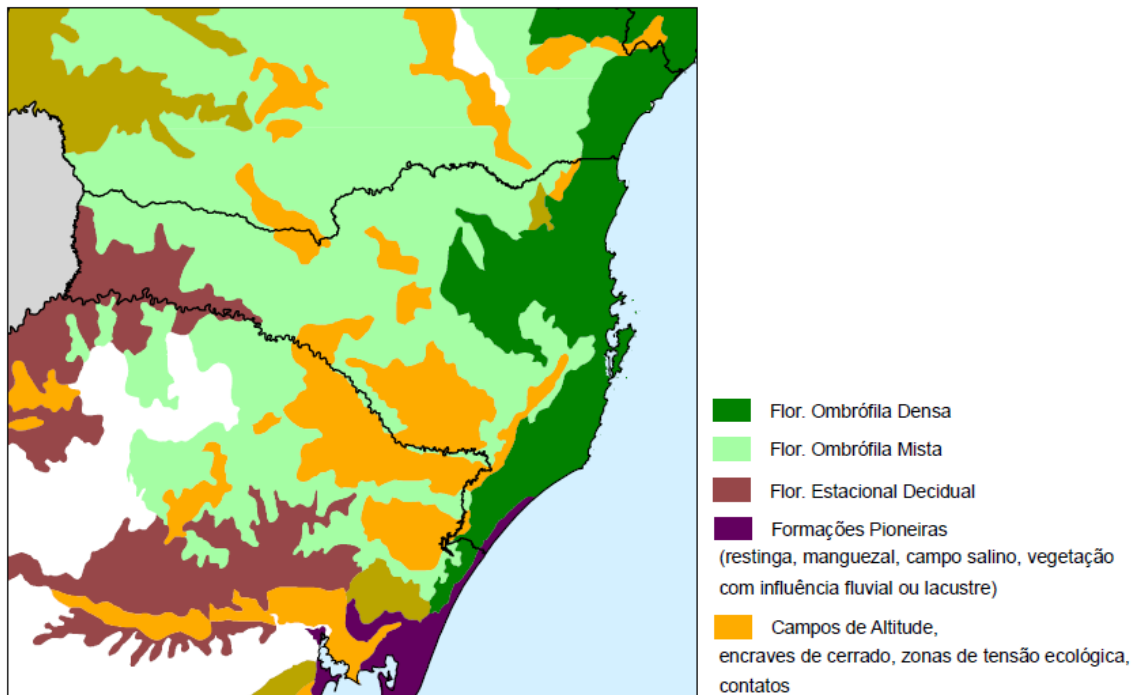 Flor. Ombrófila Densa
Flor. Ombrófila Mista
Flor. Estacional Decidual
Formações Pioneiras
(restinga, manguezal, campo salino, vegetação
com influência fluvial ou lacustre)
Campos de Altitude,
encraves de cerrado, zonas de tensão ecológica,
contatos